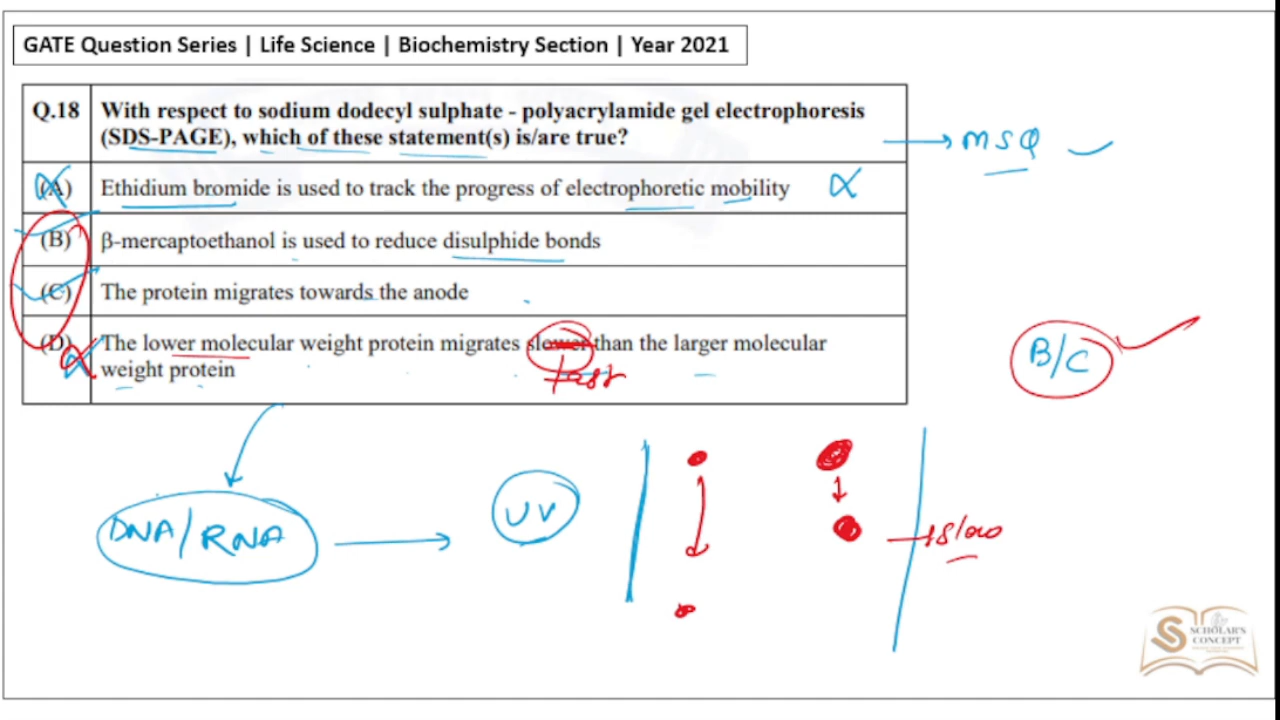 GATE Question Series | Life Science | Biochemistry Section | Year 2021
Q.18 With respect to sodium dodecyl sulphate - polyacrylamide gel electrophoresis
(SDS-PAGE), which of these statement(s) is/are true?
MSQ
(A) Ethidium bromide is used to track the progress of electrophoretic mobility
(B) β-mercaptoethanol is used to reduce disulphide bonds
(C) The protein migrates towards the anode
(D) The lower molecular weight protein migrates slower than the larger molecular
weight protein
fast
B/C
DNA/RNA
UV
SCHOLAR'S
CONCEPT